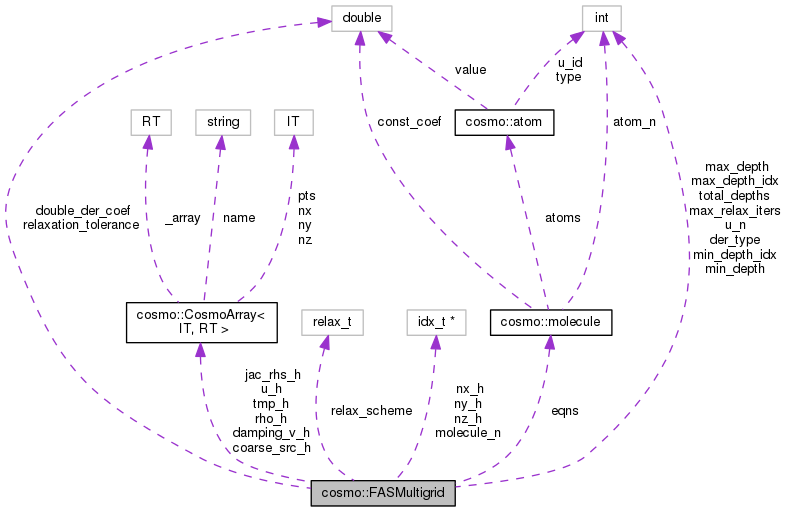 double
int
value
u_id
type
RT
string
IT
cosmo::atom
const_coef
atom_n
max_depth
max_depth_idx
total_depths
max_relax_iters
u_n
der_type
min_depth_idx
min_depth
double_der_coef
relaxation_tolerance
_array
name
pts
nx
ny
nz
atoms
cosmo::CosmoArray<
IT, RT >
relax_t
idx_t *
cosmo::molecule
jac_rhs_h
u_h
tmp_h
rho_h
damping_v_h
coarse_src_h
relax_scheme
nx_h
ny_h
nz_h
molecule_n
eqns
cosmo::FASMultigrid